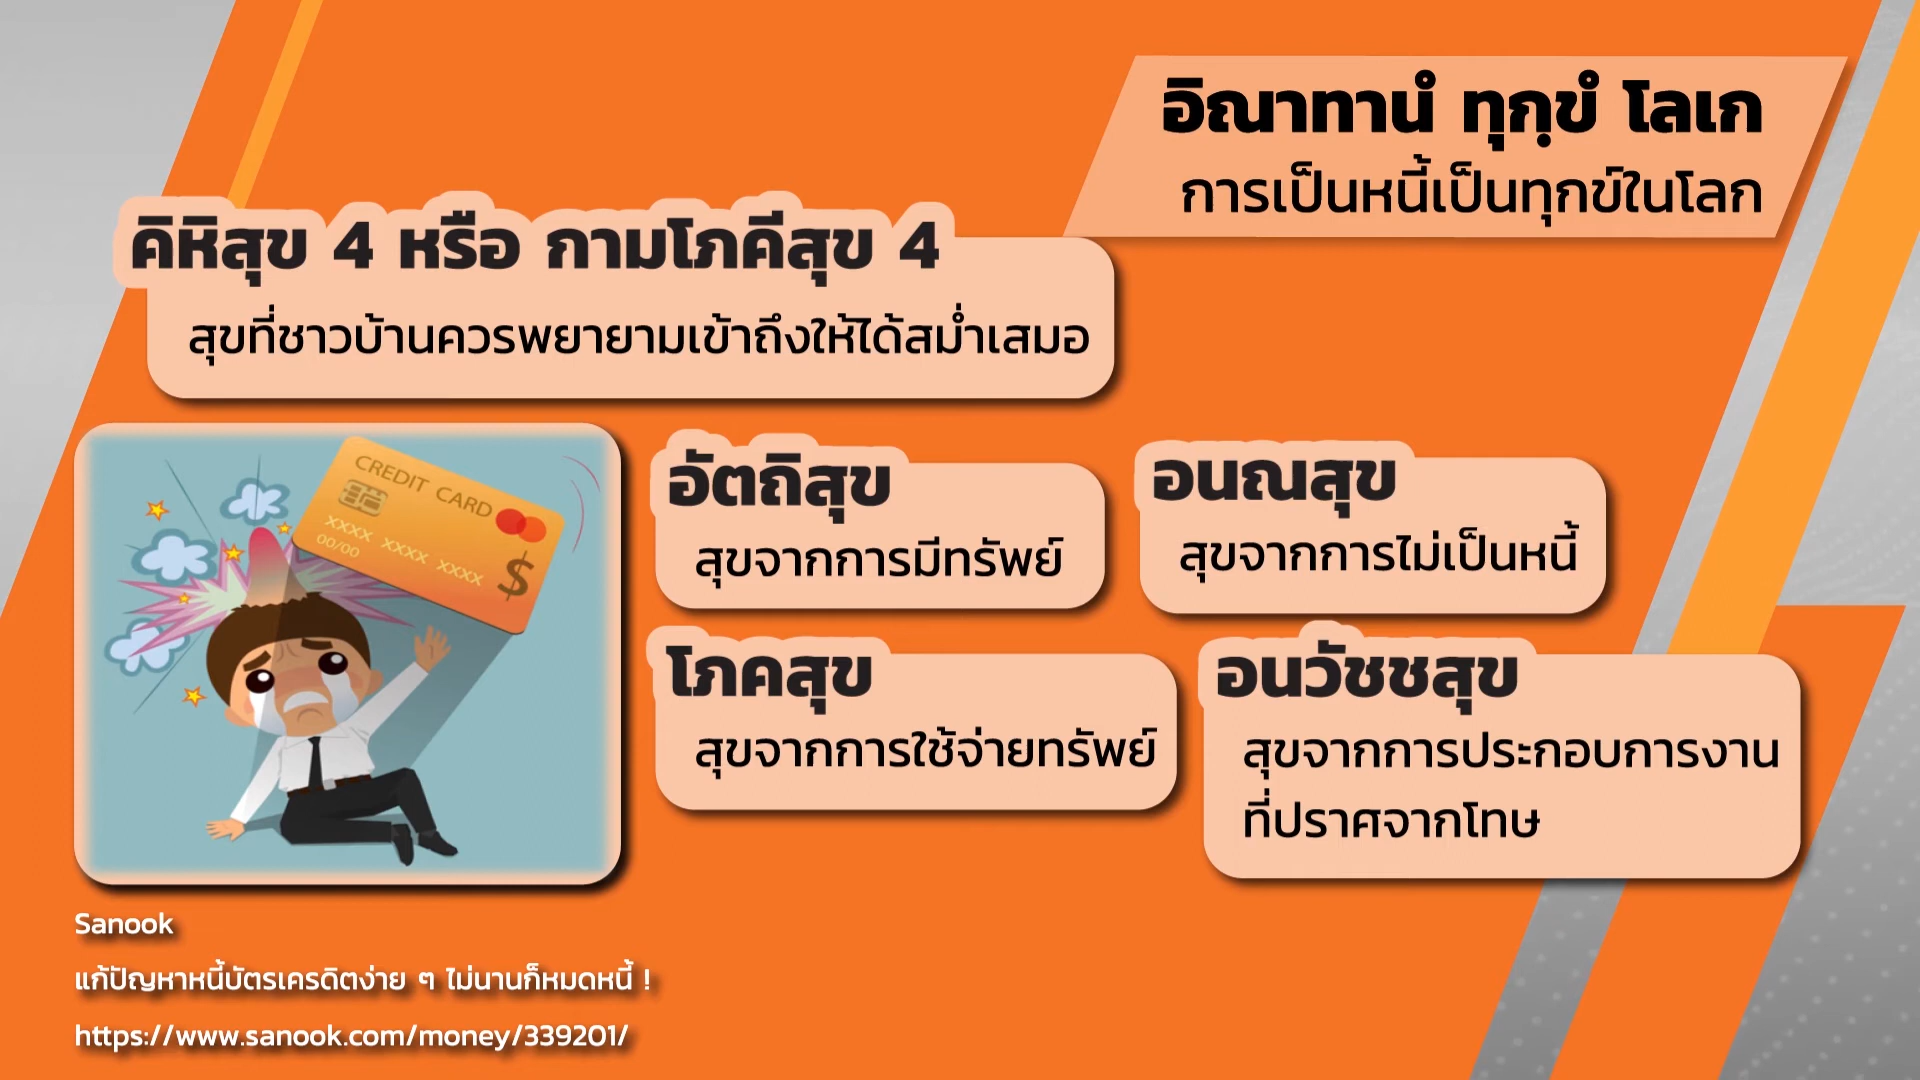 อิณาทานํ ทุกฺขํ โลเก
การเป็นหนี้เป็นทุกข์ในโลก
คิหิสุข 4 หรือ กามโภคีสุข 4
สุขที่ชาวบ้านควรพยายามเข้าถึงให้ได้สม่ำเสมอ
CREDIT CARD
XXXX XXXX XXXX XXXX
00/00
$
อัตถิสุข
สุขจากการมีทรัพย์
อนณสุข
สุขจากการไม่เป็นหนี้
โภคสุข
สุขจากการใช้จ่ายทรัพย์
อนวัชชสุข
สุขจากการประกอบการงาน
ที่ปราศจากโทษ
Sanook
แก้ปัญหาหนี้บัตรเครดิตง่าย ๆ ไม่นานก็หมดหนี้ !
https://www.sanook.com/money/339201/